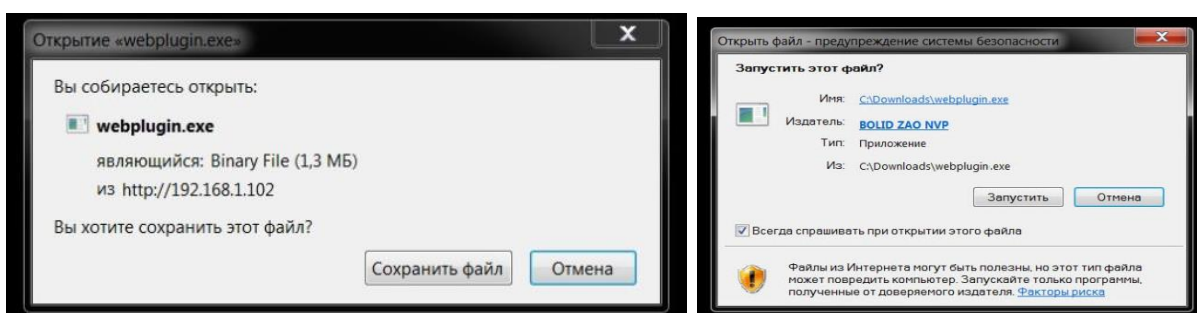 Открытие «webplugin.exe»
Вы собираетесь открыть:
webplugin.exe
являющийся: Binary File (1,3 МБ)
из http://192.168.1.102
Вы хотите сохранить этот файл?
Сохранить файл
Отмена
Открыть файл - предупреждение системы безопасности
Запустить этот файл?
Имя: C:\Downloads\webplugin.exe
Издатель: BOLID ZAO NVP
Тип: Приложение
Из: C:\Downloads\webplugin.exe
Запустить
Отмена
Всегда спрашивать при открытии этого файла
Файлы из Интернета могут быть полезны, но этот тип файла
может повредить компьютер. Запускайте только программы,
полученные от доверяемого издателя. Факторы риска